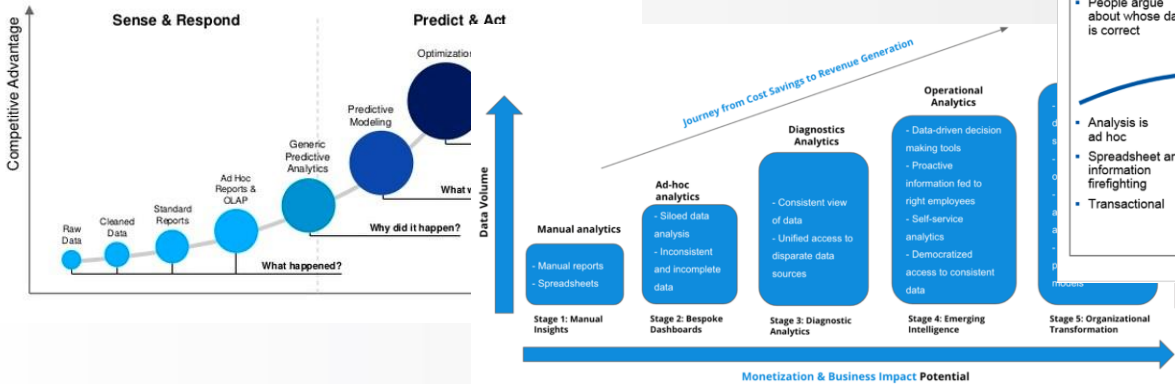 Competitive Advantage
Sense & Respond
Predict & Act
Raw
Data
Cleaned
Data
Standard
Reports
Ad Hoc
Reports &
OLAP
Generic
Predictive
Analytics
Predictive
Modeling
Optimization
What happened?
Why did it happen?
What
Data Volume
Journey from Cost Savings to Revenue Generation
Manual analytics
- Manual reports
- Spreadsheets
Stage 1: Manual
Insights
Ad-hoc
analytics
- Siloed data
analysis
- Inconsistent
and incomplete
data
Stage 2: Bespoke
Dashboards
Diagnostics
Analytics
- Consistent view
of data
- Unified access to
disparate data
sources
Stage 3: Diagnostic
Analytics
Operational
Analytics
- Data-driven decision
making tools
- Proactive
information fed to
right employees
- Self-service
analytics
- Democratized
access to consistent
data
Stage 4: Emerging
Intelligence
models
Stage 5: Organizational
Transformation
Monetization & Business Impact Potential
▪ People argue
about whose da
is correct
▪ Analysis is
ad hoc
▪ Spreadsheet an
information
firefighting
▪ Transactional